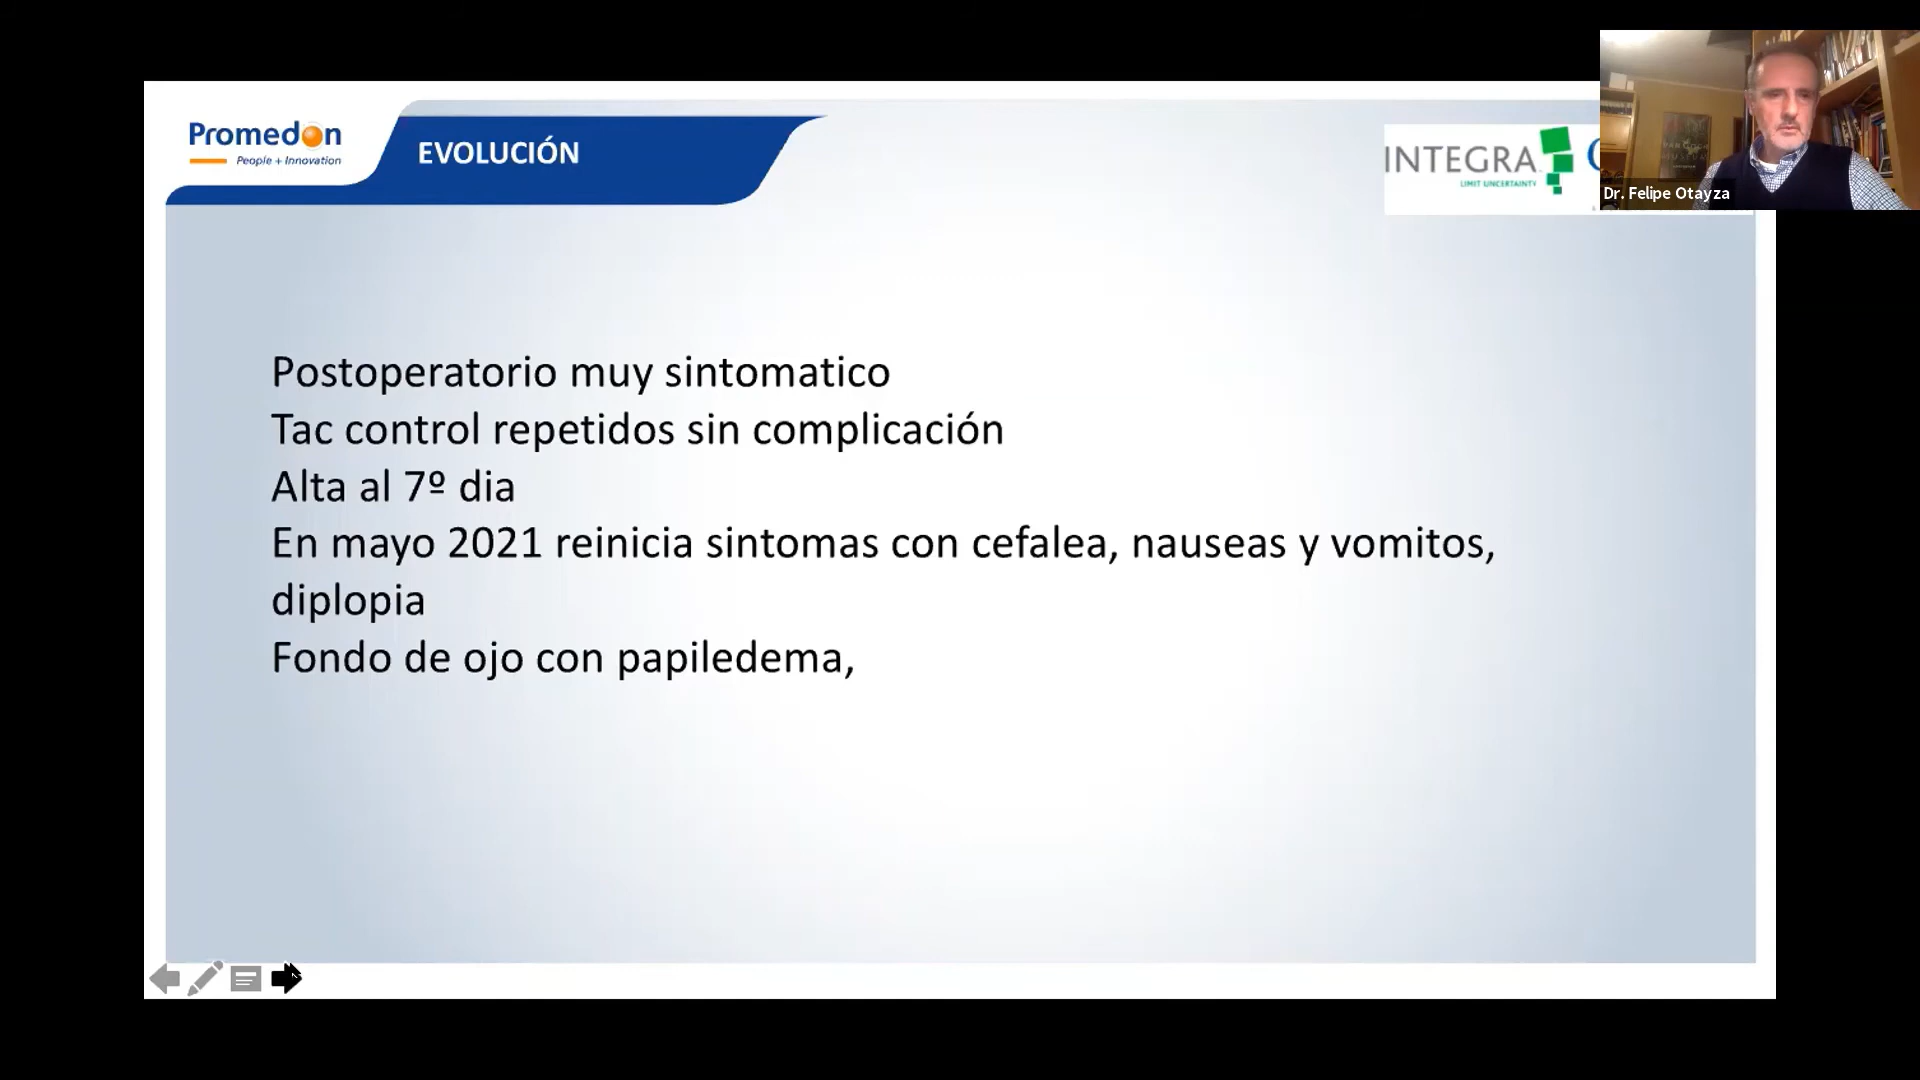 Promedon
People + Innovation
EVOLUCIÓN
INTEGRA
LIMIT UNCERTAINTY
Dr. Felipe Otayza
Postoperatorio muy sintomatico
Tac control repetidos sin complicación
Alta al 7º dia
En mayo 2021 reinicia sintomas con cefalea, nauseas y vomitos,
diplopia
Fondo de ojo con papiledema,